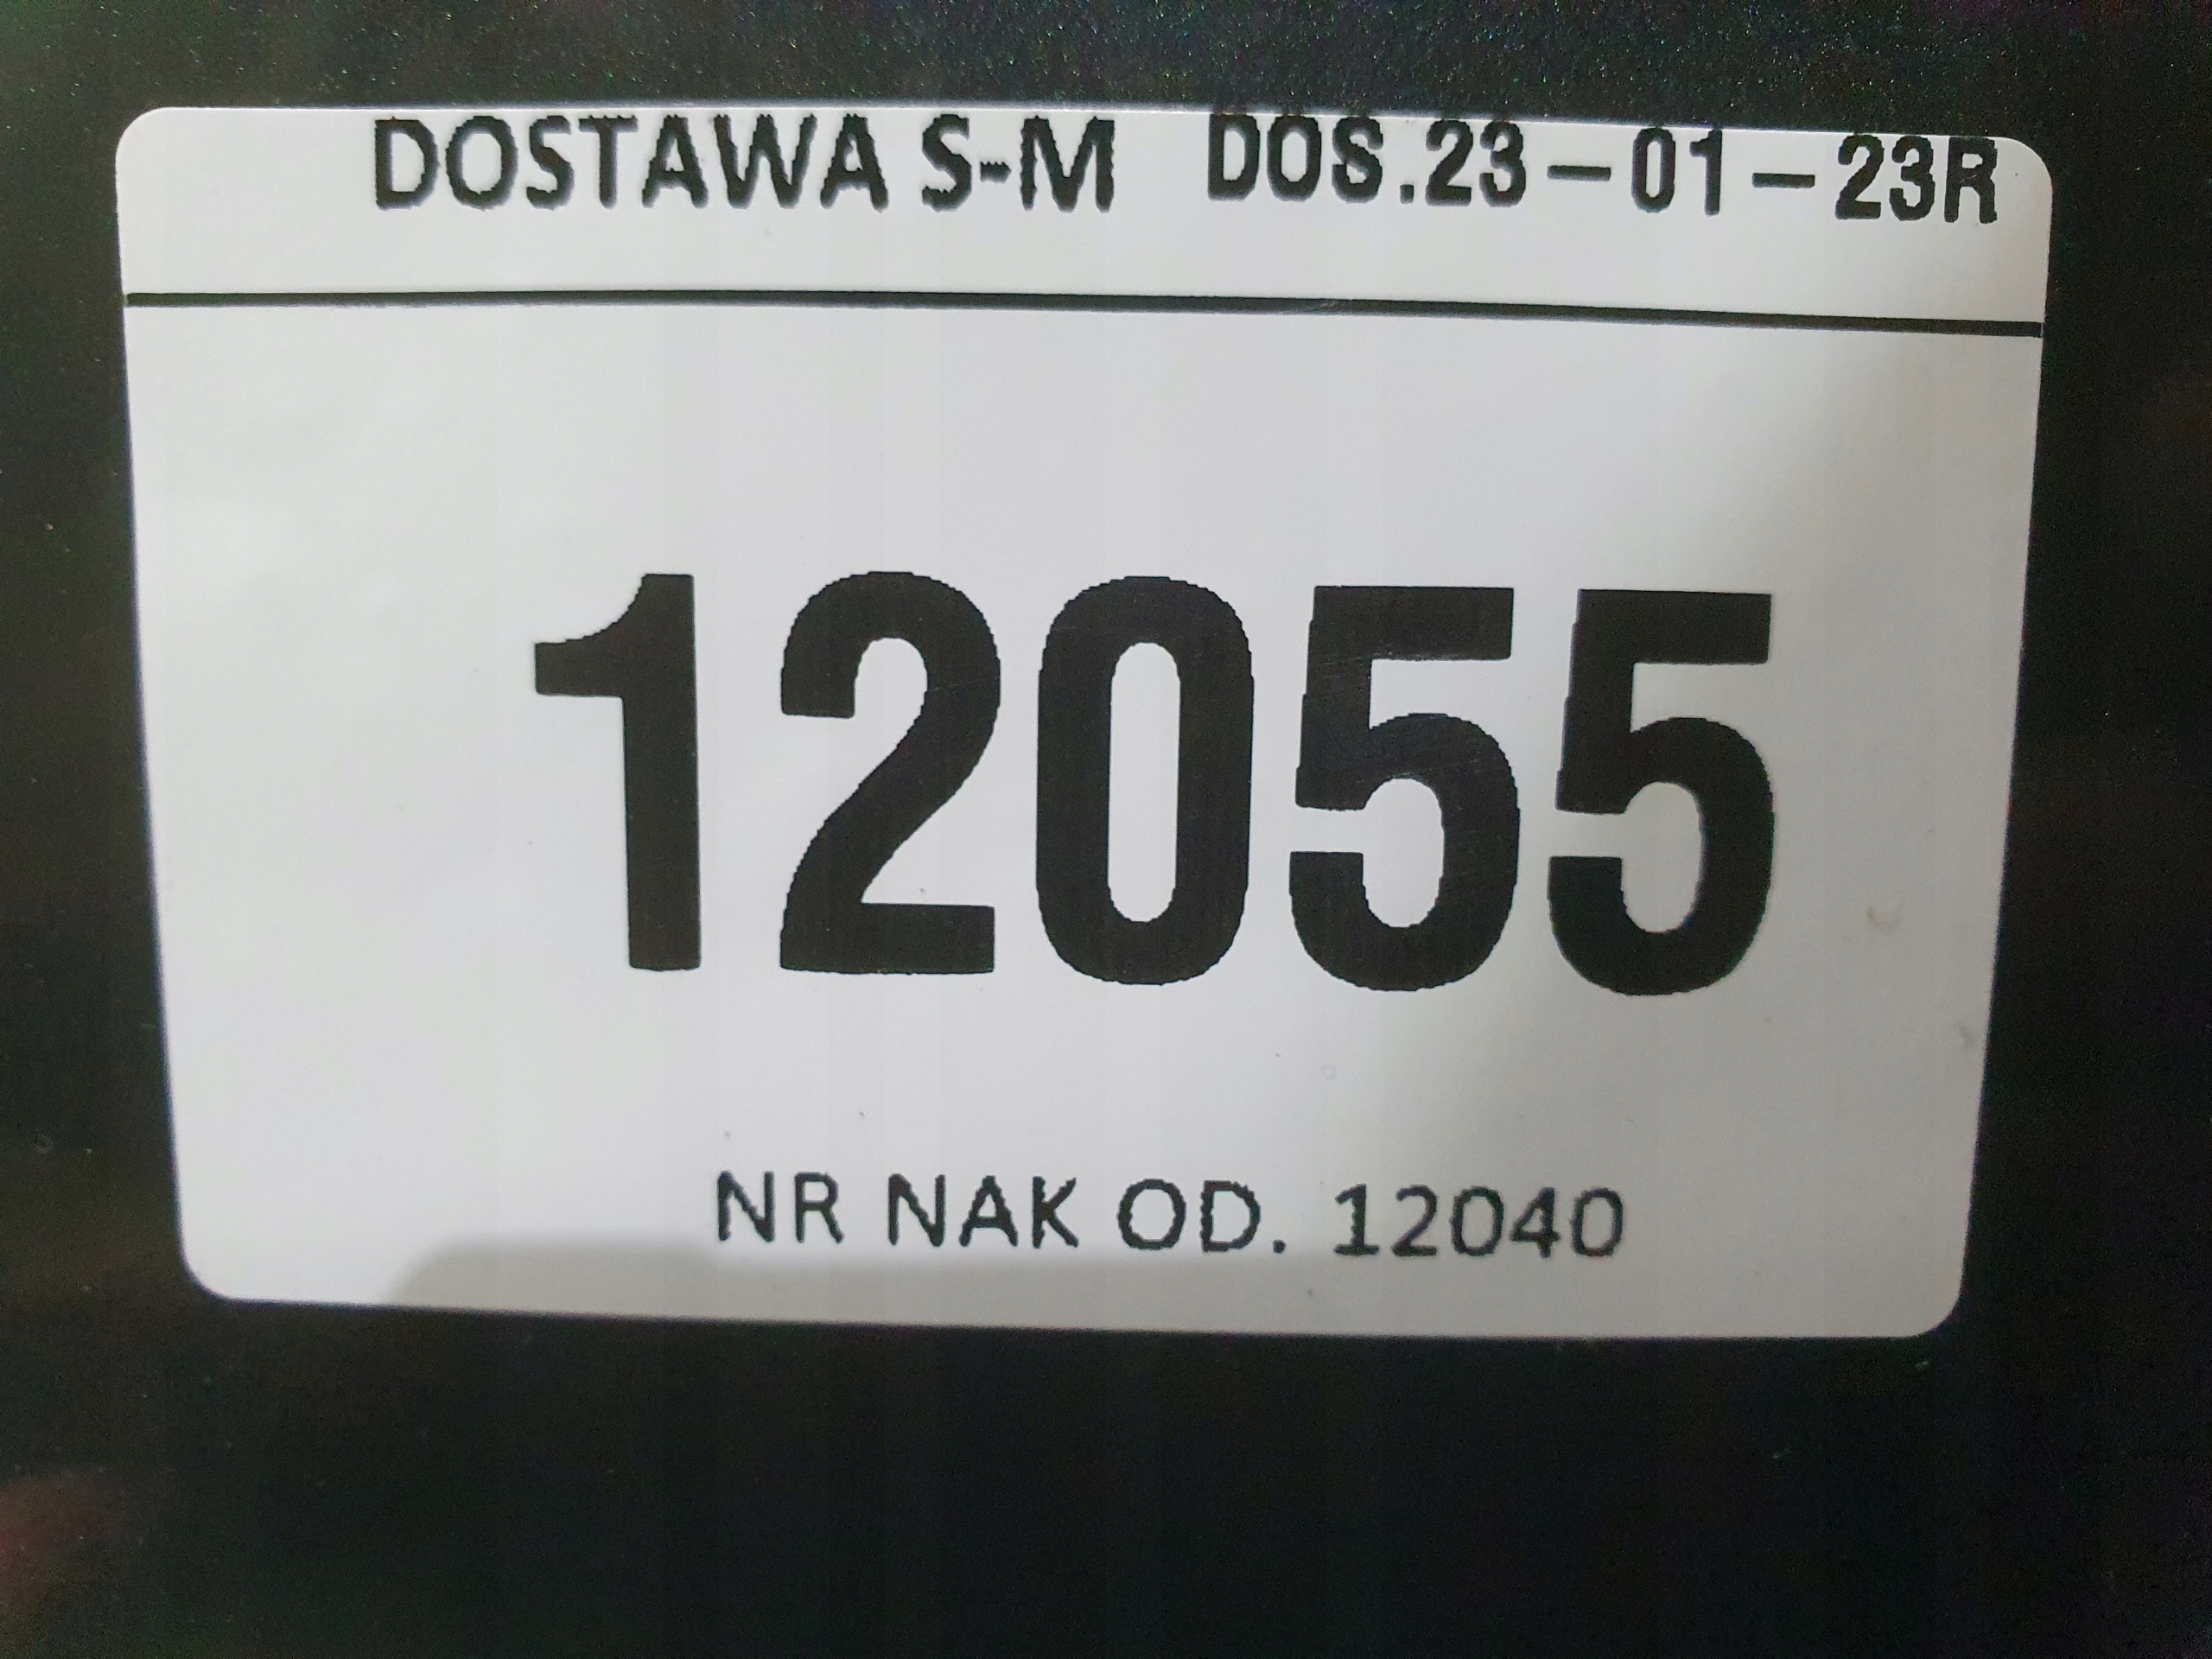 DOSTAWA S-M DOS.23-01-23R
12055
NR NAK OD. 12040